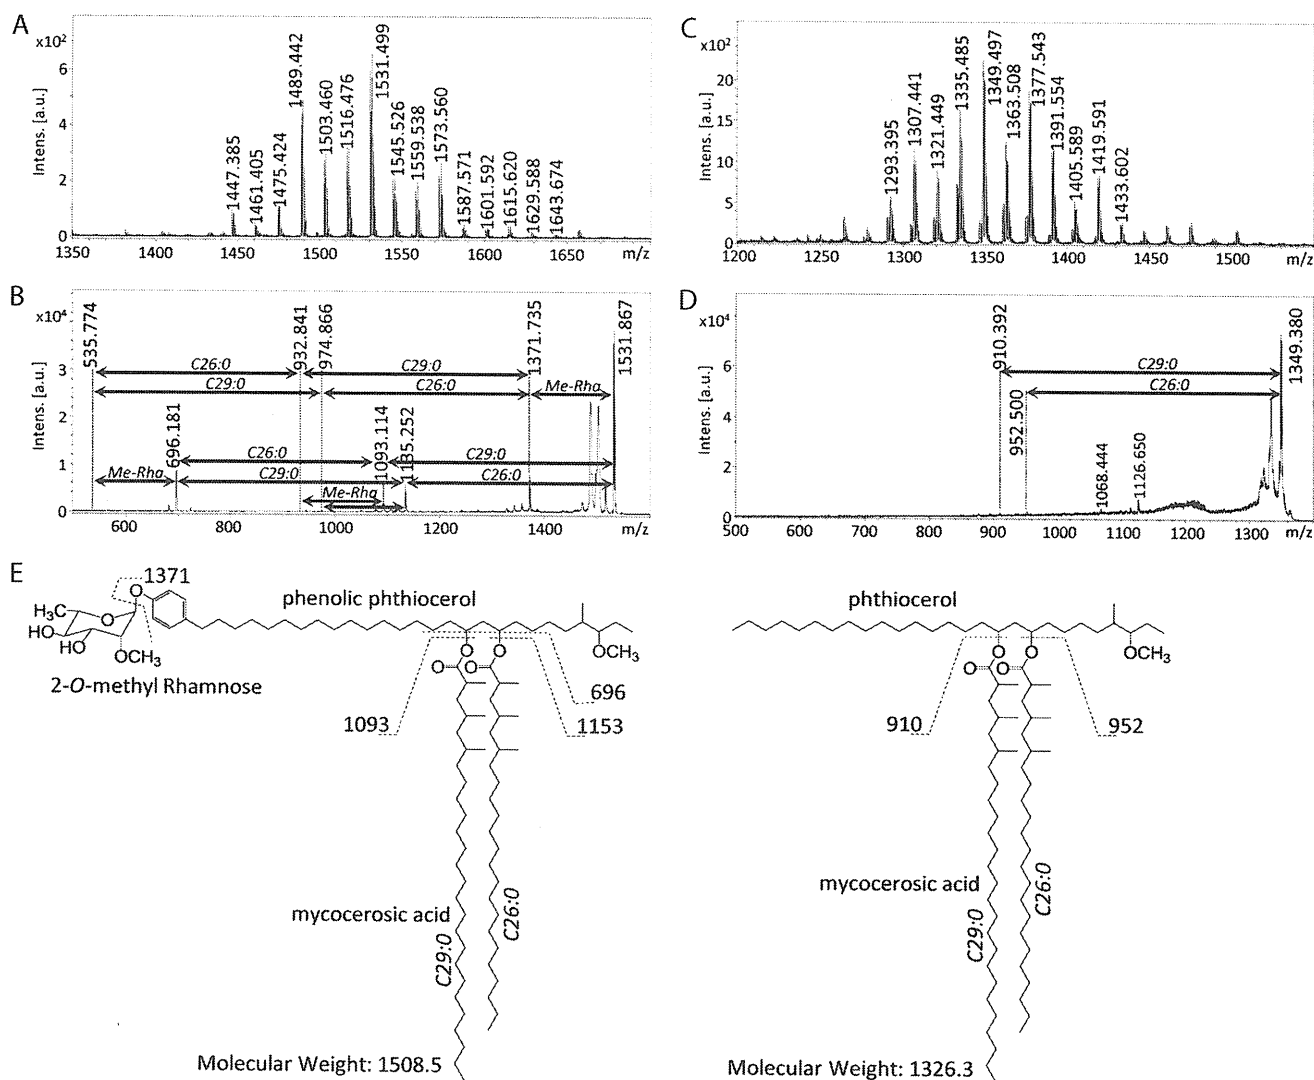 A
x10²
6
4
2
0
Intens. [a.u.]
1447.385
1461.405
1475.424
1489.442
1503.460
1516.476
1531.499
1545.526
1559.538
1573.560
1587.571
1601.592
1615.620
1629.588
1643.674
1350 1400 1450 1500 1550 1600 1650 m/z
C
x10²
20
15
10
5
0
Intens. [a.u.]
1293.395
1307.441
1321.449
1335.485
1349.497
1363.508
1377.543
1391.554
1405.589
1419.591
1433.602
1200 1250 1300 1350 1400 1450 1500 m/z
B
x10⁴
3
2
1
0
Intens. [a.u.]
535.774
932.841
974.866
1371.735
1531.867
C26:0 C29:0
C29:0 C26:0 Me-Rha
696.181
1093.114
1135.252
C26:0 C29:0
Me-Rha C29:0 C26:0
Me-Rha
600 800 1000 1200 1400 m/z
D
x10⁴
6
4
2
0
Intens. [a.u.]
910.392
952.500
1068.444
1126.650
1349.380
C29:0
C26:0
500 600 700 800 900 1000 1100 1200 1300 m/z
E
1371
H₃C
O
O
HO
HO
OCH₃
2-O-methyl Rhamnose
phenolic phthiocerol
O O
O O
OCH₃
696
1093
1153
mycocerosic acid
C29:0
C26:0
Molecular Weight: 1508.5
phthiocerol
O O
O O
OCH₃
910
952
mycocerosic acid
C29:0
C26:0
Molecular Weight: 1326.3